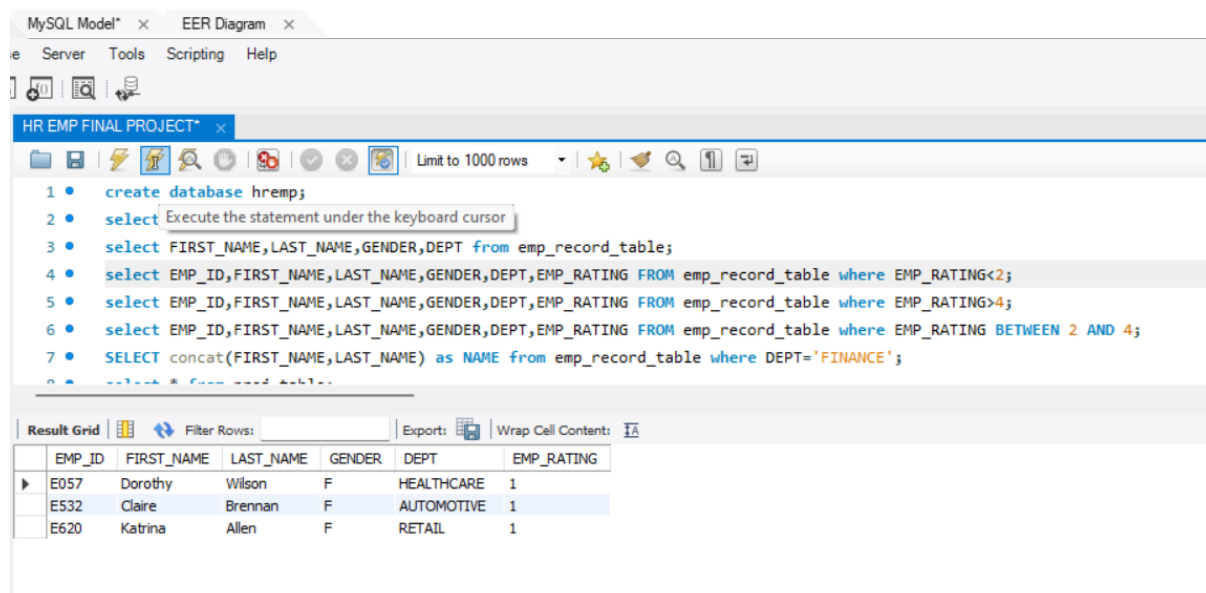 MySQL Model* × EER Diagram ×
e Server Tools Scripting Help
HR EMP FINAL PROJECT* ×
Limit to 1000 rows
1 create database hremp;
2 select Execute the statement under the keyboard cursor
3 select FIRST_NAME,LAST_NAME,GENDER,DEPT from emp_record_table;
4 select EMP_ID,FIRST_NAME,LAST_NAME,GENDER,DEPT,EMP_RATING FROM emp_record_table where EMP_RATING<2;
5 select EMP_ID,FIRST_NAME,LAST_NAME,GENDER,DEPT,EMP_RATING FROM emp_record_table where EMP_RATING>4;
6 select EMP_ID,FIRST_NAME,LAST_NAME,GENDER,DEPT,EMP_RATING FROM emp_record_table where EMP_RATING BETWEEN 2 AND 4;
7 SELECT concat(FIRST_NAME,LAST_NAME) as NAME from emp_record_table where DEPT='FINANCE';
Result Grid Filter Rows: Export: Wrap Cell Content:
EMP_ID FIRST_NAME LAST_NAME GENDER DEPT EMP_RATING
E057 Dorothy Wilson F HEALTHCARE 1
E532 Claire Brennan F AUTOMOTIVE 1
E620 Katrina Allen F RETAIL 1